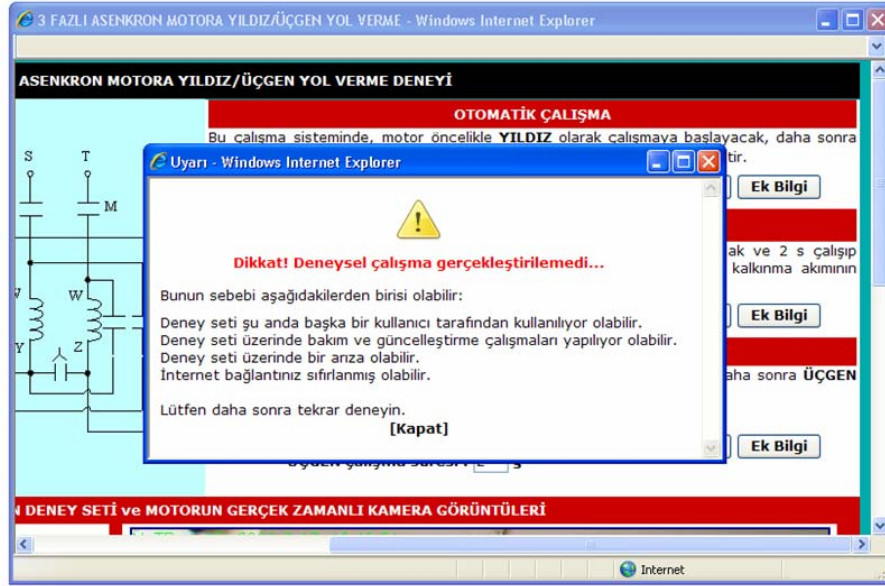 3 FAZLI ASENKRON MOTORA YILDIZ/ÜÇGEN YOL VERME - Windows Internet Explorer
ASENKRON MOTORA YILDIZ/ÜÇGEN YOL VERME DENEYİ
OTOMATİK ÇALIŞMA
Bu çalışma sisteminde, motor öncelikle YILDIZ olarak çalışmaya başlayacak, daha sonra
tir.
Ek Bilgi
S T
M
ak ve 2 s çalışıp
kalkınma akımının
W
Ek Bilgi
Y Z
aha sonra ÜÇGEN
Ek Bilgi
Uyarı - Windows Internet Explorer
Dikkat! Deneysel çalışma gerçekleştirilemedi...
Bunun sebebi aşağıdakilerden birisi olabilir:
Deney seti şu anda başka bir kullanıcı tarafından kullanılıyor olabilir.
Deney seti üzerinde bakım ve güncelleştirme çalışmaları yapılıyor olabilir.
Deney seti üzerinde bir arıza olabilir.
İnternet bağlantınız sıfırlanmış olabilir.
Lütfen daha sonra tekrar deneyin.
[Kapat]
DENEY SETİ ve MOTORUN GERÇEK ZAMANLI KAMERA GÖRÜNTÜLERİ
Internet